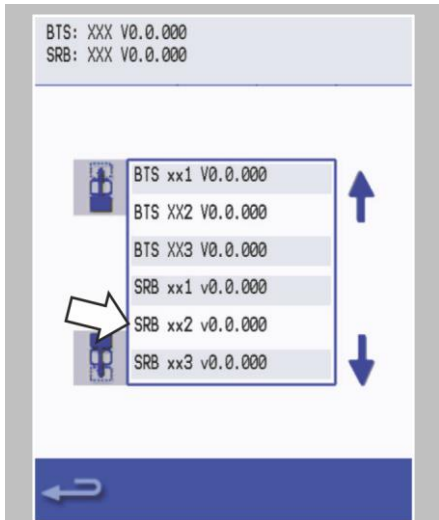 BTS: XXX V0.0.000
SRB: XXX V0.0.000
BTS xx1 V0.0.000
BTS XX2 V0.0.000
BTS XX3 V0.0.000
SRB xx1 v0.0.000
SRB xx2 v0.0.000
SRB xx3 v0.0.000